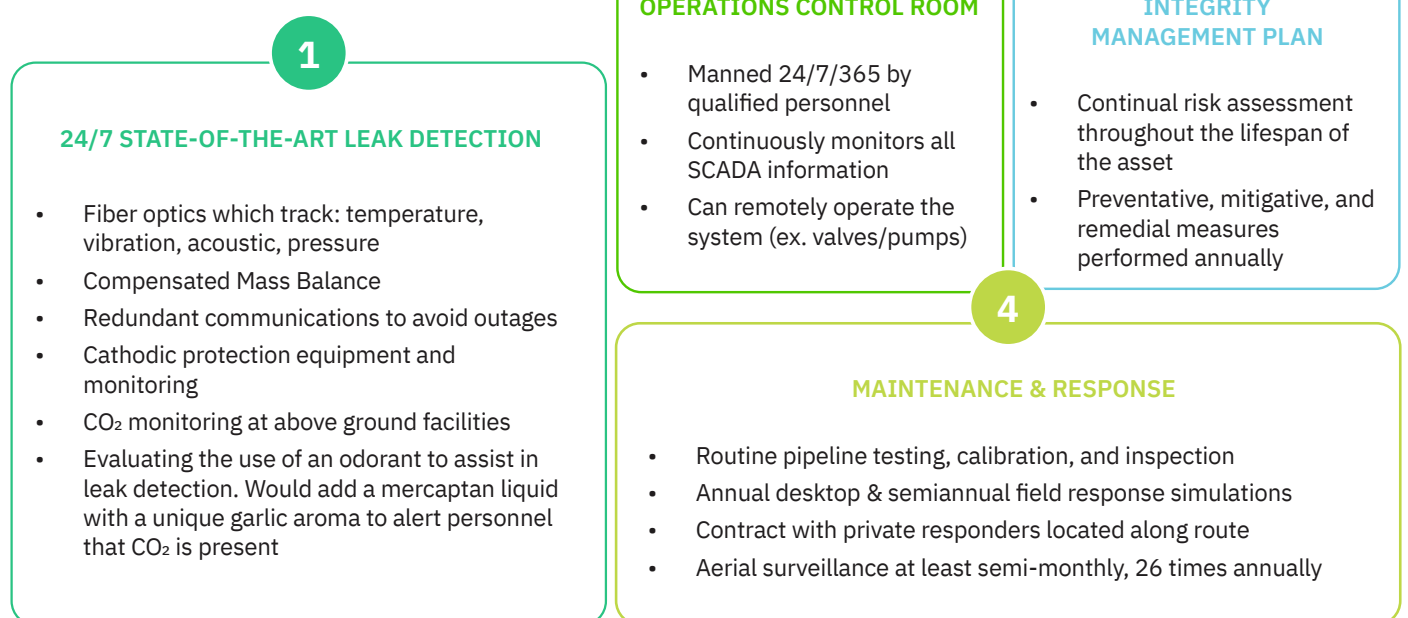 1
24/7 STATE-OF-THE-ART LEAK DETECTION
• Fiber optics which track: temperature,
vibration, acoustic, pressure
• Compensated Mass Balance
• Redundant communications to avoid outages
• Cathodic protection equipment and
monitoring
• CO₂ monitoring at above ground facilities
• Evaluating the use of an odorant to assist in
leak detection. Would add a mercaptan liquid
with a unique garlic aroma to alert personnel
that CO₂ is present
OPERATIONS CONTROL ROOM
• Manned 24/7/365 by
qualified personnel
• Continuously monitors all
SCADA information
• Can remotely operate the
system (ex. valves/pumps)
INTEGRITY
MANAGEMENT PLAN
• Continual risk assessment
throughout the lifespan of
the asset
• Preventative, mitigative, and
remedial measures
performed annually
4
MAINTENANCE & RESPONSE
• Routine pipeline testing, calibration, and inspection
• Annual desktop & semiannual field response simulations
• Contract with private responders located along route
• Aerial surveillance at least semi-monthly, 26 times annually